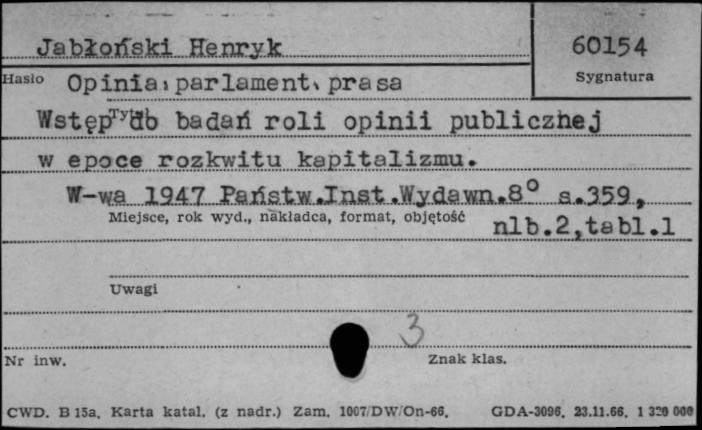 Jabłoński Henryk
60154
Sygnatura
Hasło
Opinia, parlament, prasa
Tyt.
Wstęp do badań roli opinii publicznej
w epoce rozkwitu kapitalizmu.
W-wa 1947 Państw.Inst.Wydawn.8° s.359,
Miejsce, rok wyd., nakładca, format, objętość
nlb.2,tabl.1
Uwagi
3
Nr inw.
Znak klas.
CWD. B 15a. Karta katal. (z nadr.) Zam. 1007/DW/On-66. GDA-3096. 23.11.66. 1 320 000